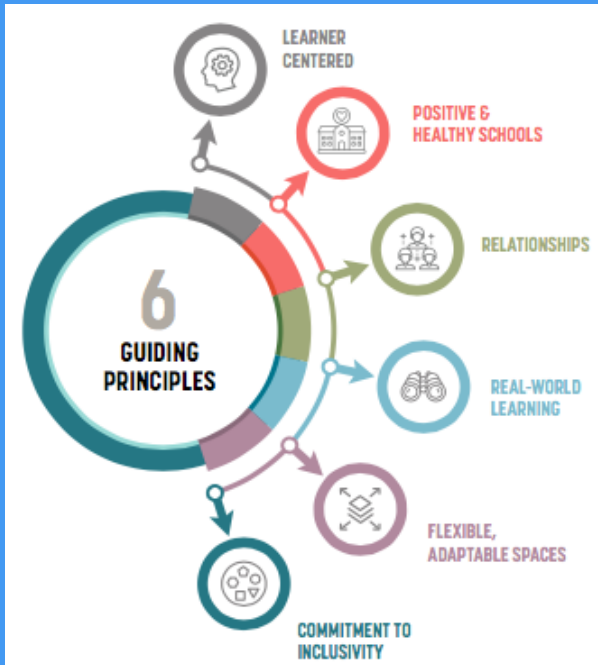 LEARNER
CENTERED
POSITIVE &
HEALTHY SCHOOLS
RELATIONSHIPS
6
GUIDING
PRINCIPLES
REAL-WORLD
LEARNING
FLEXIBLE,
ADAPTABLE SPACES
COMMITMENT TO
INCLUSIVITY